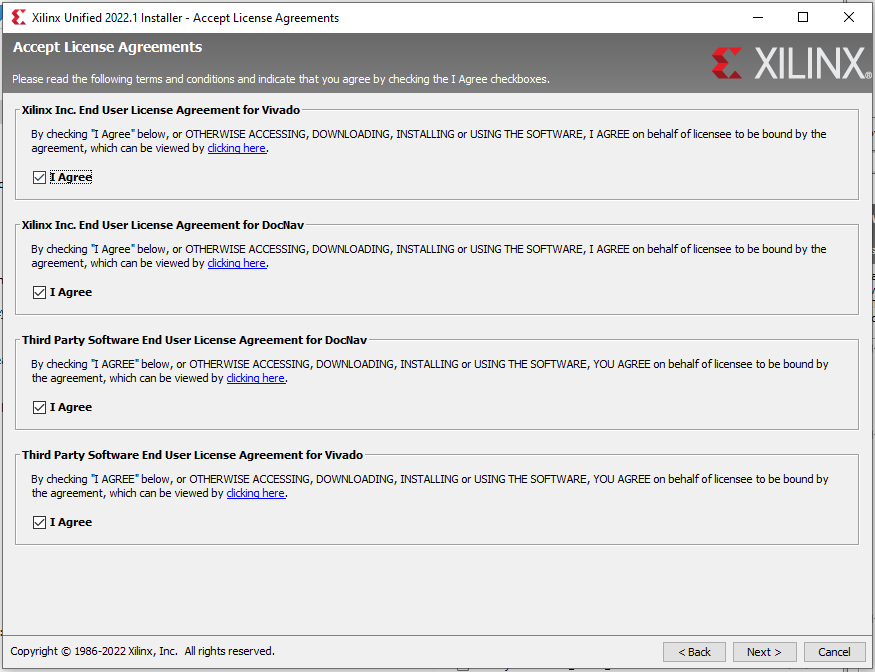 Xilinx Unified 2022.1 Installer - Accept License Agreements
Accept License Agreements
Please read the following terms and conditions and indicate that you agree by checking the I Agree checkboxes.
XILINX®
Xilinx Inc. End User License Agreement for Vivado
By checking "I Agree" below, or OTHERWISE ACCESSING, DOWNLOADING, INSTALLING or USING THE SOFTWARE, I AGREE on behalf of licensee to be bound by the
agreement, which can be viewed by clicking here.
I Agree
Xilinx Inc. End User License Agreement for DocNav
By checking "I Agree" below, or OTHERWISE ACCESSING, DOWNLOADING, INSTALLING or USING THE SOFTWARE, I AGREE on behalf of licensee to be bound by the
agreement, which can be viewed by clicking here.
I Agree
Third Party Software End User License Agreement for DocNav
By checking "I AGREE" below, or OTHERWISE ACCESSING, DOWNLOADING, INSTALLING or USING THE SOFTWARE, YOU AGREE on behalf of licensee to be bound by
the agreement, which can be viewed by clicking here.
I Agree
Third Party Software End User License Agreement for Vivado
By checking "I AGREE" below, or OTHERWISE ACCESSING, DOWNLOADING, INSTALLING or USING THE SOFTWARE, YOU AGREE on behalf of licensee to be bound by
the agreement, which can be viewed by clicking here.
I Agree
Copyright © 1986-2022 Xilinx, Inc. All rights reserved.
< Back Next > Cancel